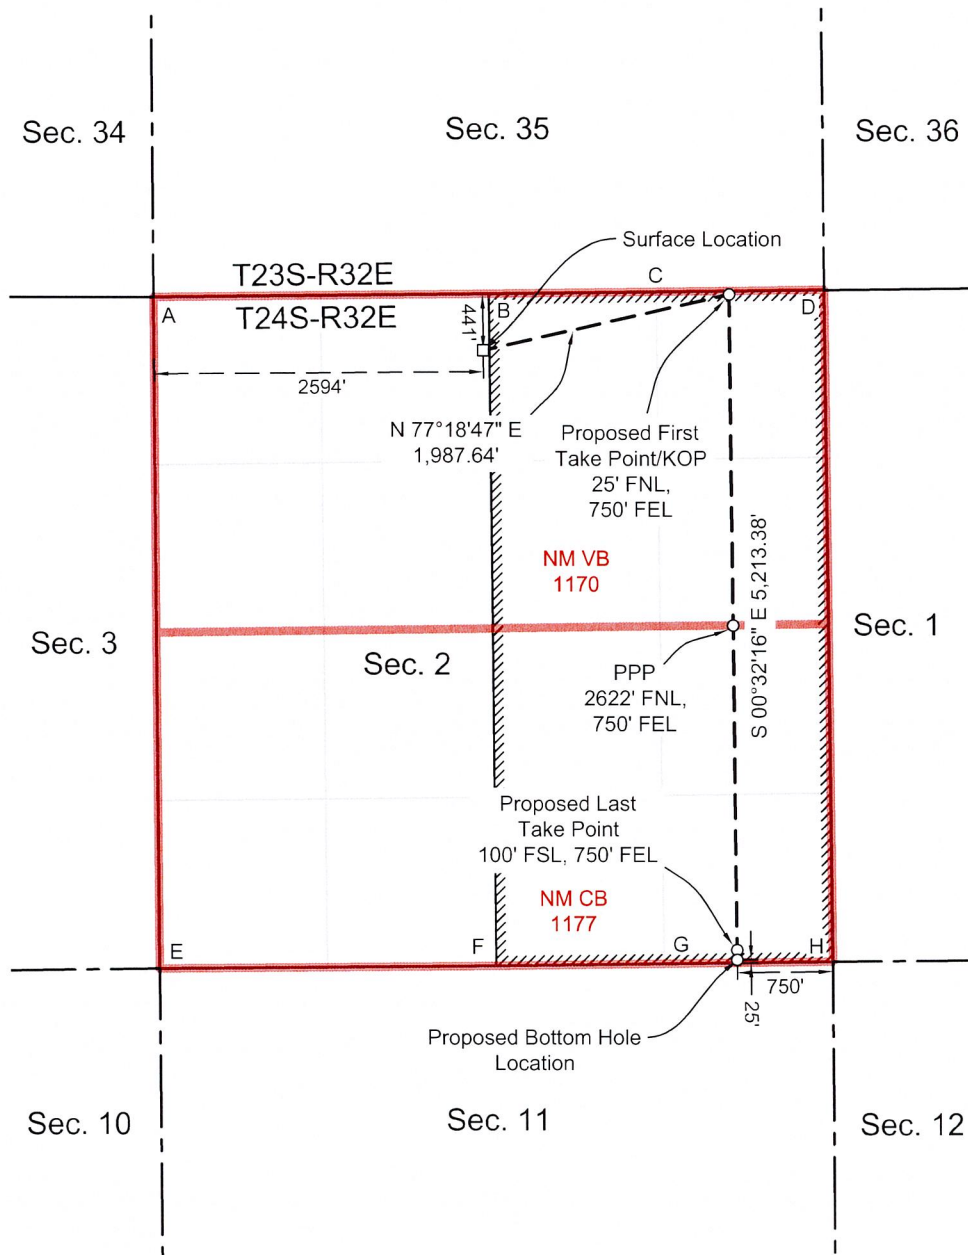 Sec. 34
Sec. 35
Sec. 36
Surface Location
T23S-R32E
C
A
T24S-R32E
441'
B
D
2594'
N 77°18'47" E
1,987.64'
Proposed First
Take Point/KOP
25' FNL,
750' FEL
S 00°32'16" E 5,213.38'
NM VB
1170
Sec. 3
Sec. 2
Sec. 1
PPP
2622' FNL,
750' FEL
Proposed Last
Take Point
100' FSL, 750' FEL
NM CB
1177
E
F
G
H
750'
25'
Proposed Bottom Hole
Location
Sec. 10
Sec. 11
Sec. 12